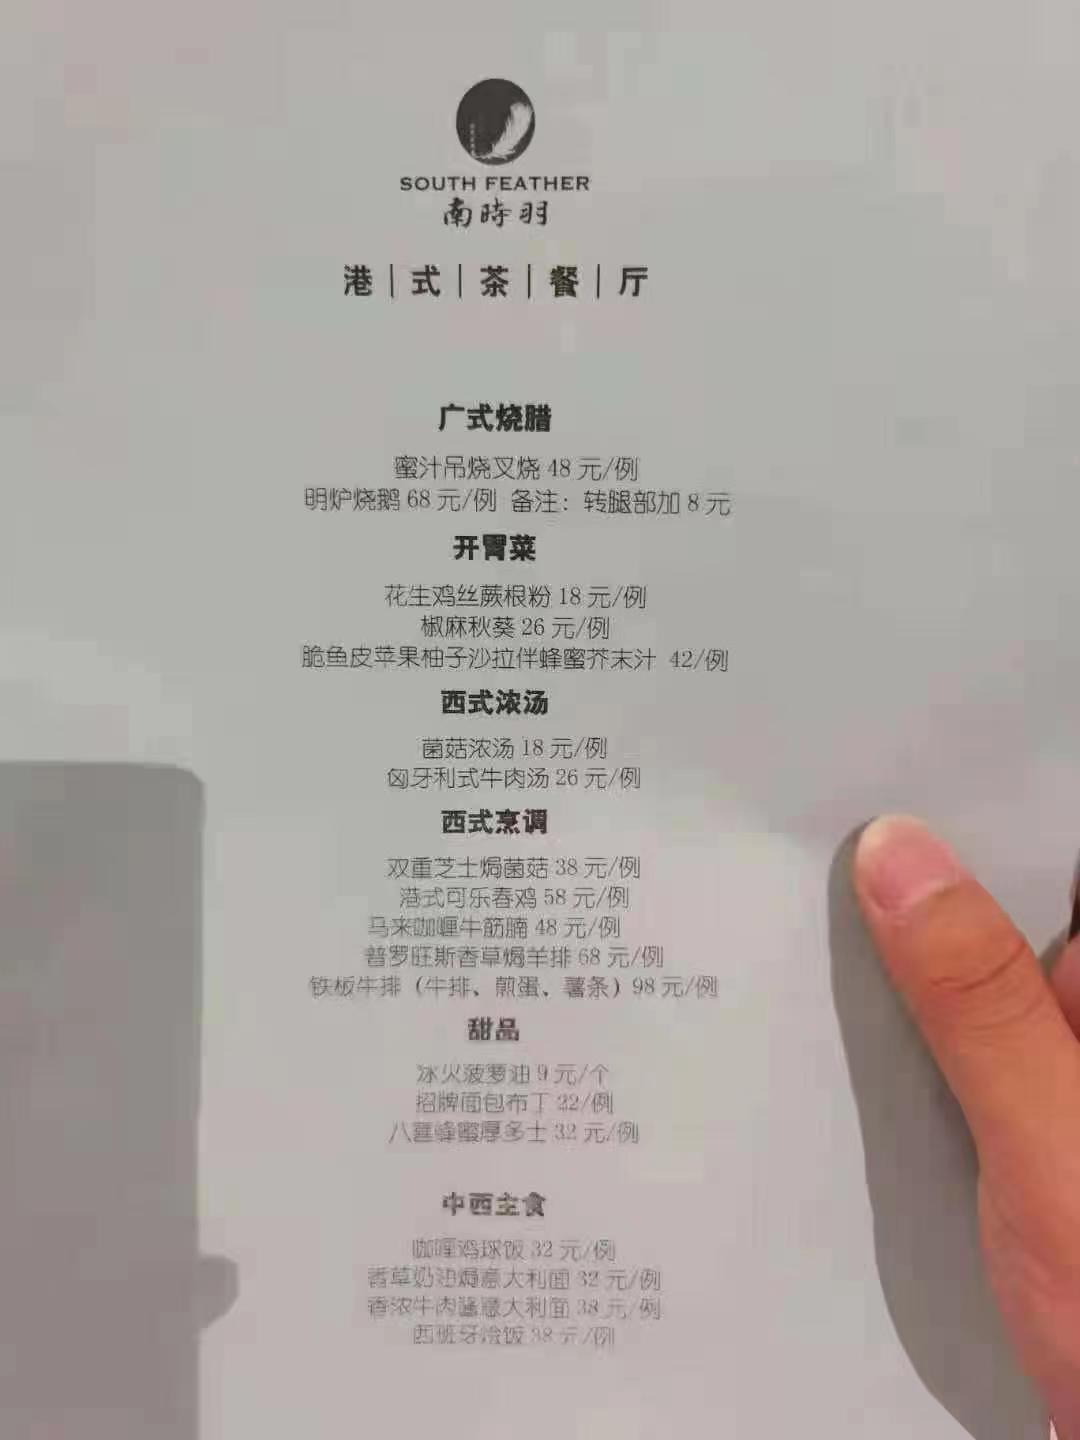 SOUTH FEATHER
南時羽
港|式|茶|餐|厅
广式烧腊
蜜汁吊烧叉烧 48 元/例
明炉烧鹅 68 元/例 备注：转腿部加 8 元
开胃菜
花生鸡丝蕨根粉 18 元/例
椒麻秋葵 26 元/例
脆鱼皮苹果柚子沙拉伴蜂蜜芥末汁 42/例
西式浓汤
菌菇浓汤 18 元/例
匈牙利式牛肉汤 26 元/例
西式烹调
双重芝士焗菌菇 38 元/例
港式可乐春鸡 58 元/例
马来咖喱牛筋腩 48 元/例
普罗旺斯香草焗羊排 68 元/例
铁板牛排（牛排、煎蛋、薯条）98 元/例
甜品
冰火菠萝油 9 元/个
招牌面包布丁 22/例
八寨蜂蜜厚多士 32 元/例
中西主食
咖喱鸡球饭 32 元/例
香草奶油焗意大利面 32 元/例
香浓牛肉酱意大利面 38 元/例
西班牙烩饭 38 元/例